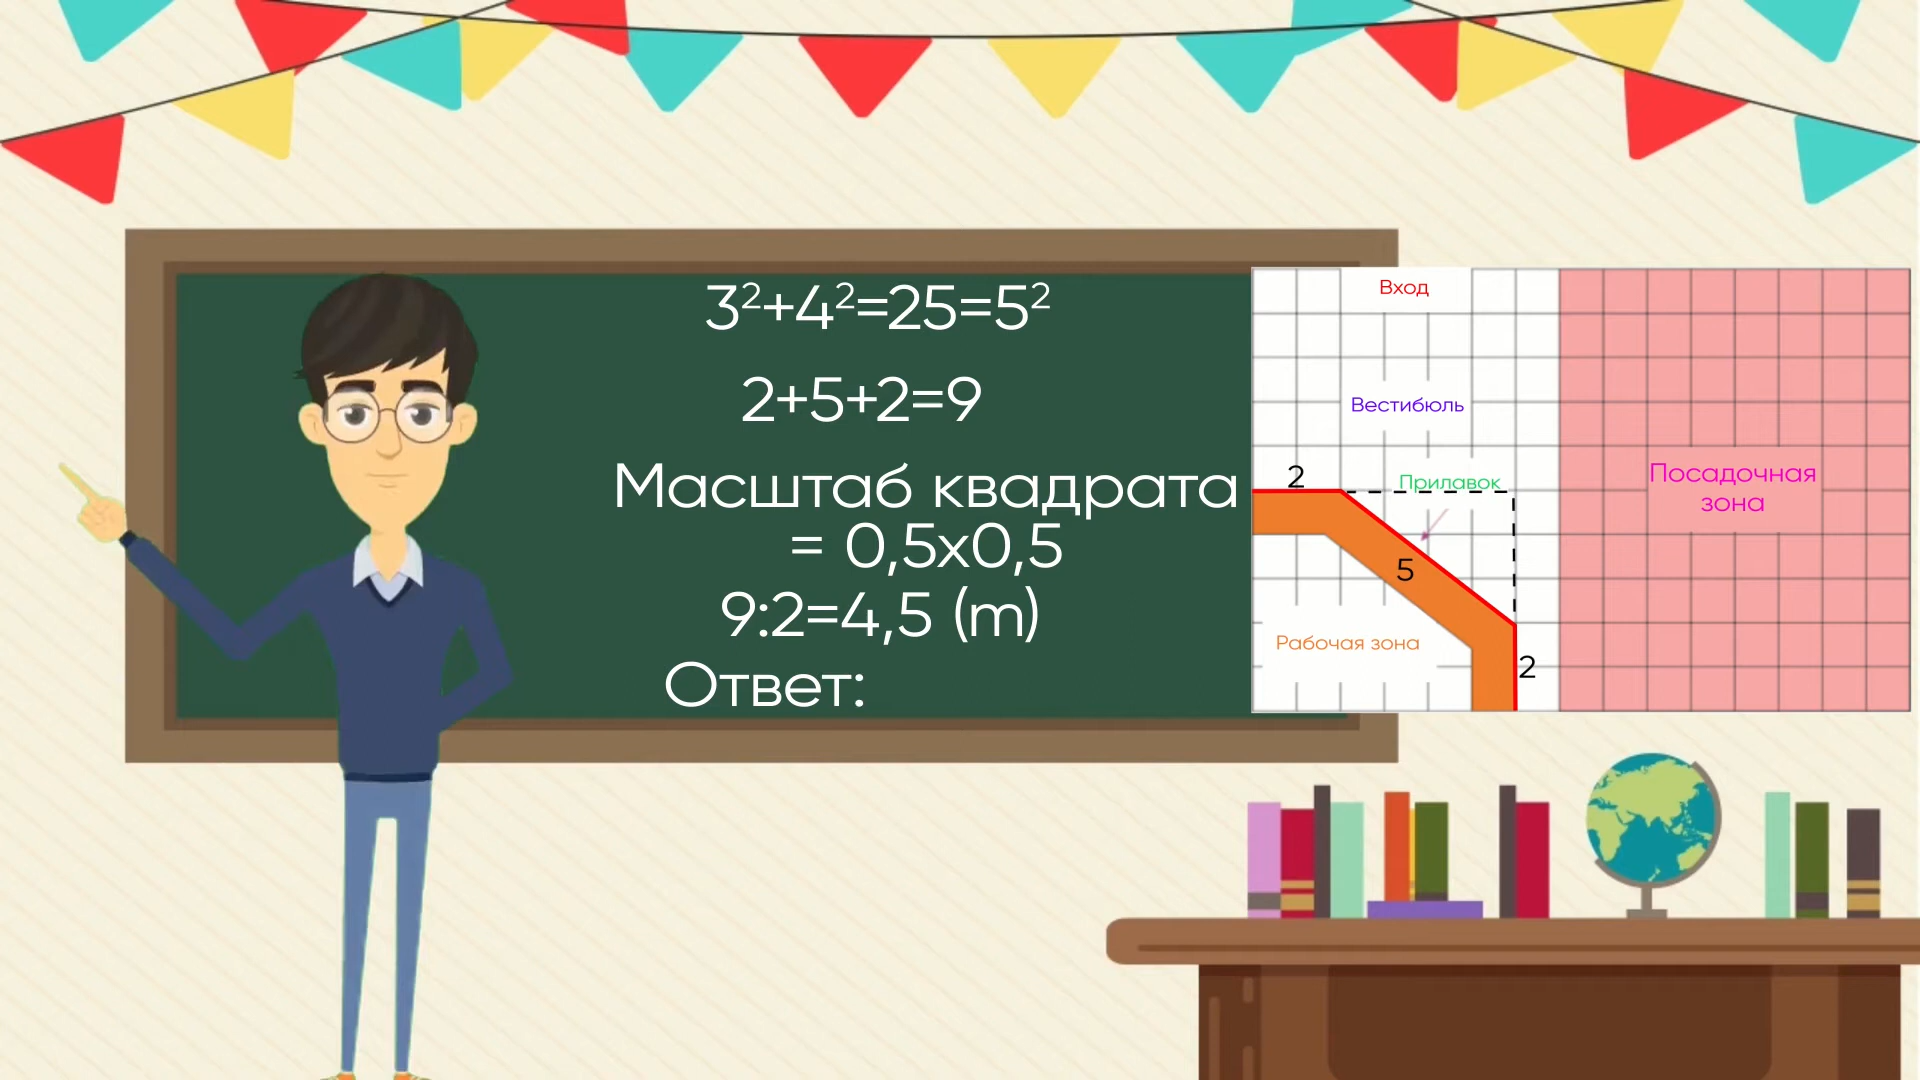 3²+4²=25=5²
2+5+2=9
Масштаб квадрата
= 0,5х0,5
9:2=4,5 (m)
Ответ:
Вход
Вестибюль
2
Прилавок
Посадочная
зона
5
Рабочая зона
2